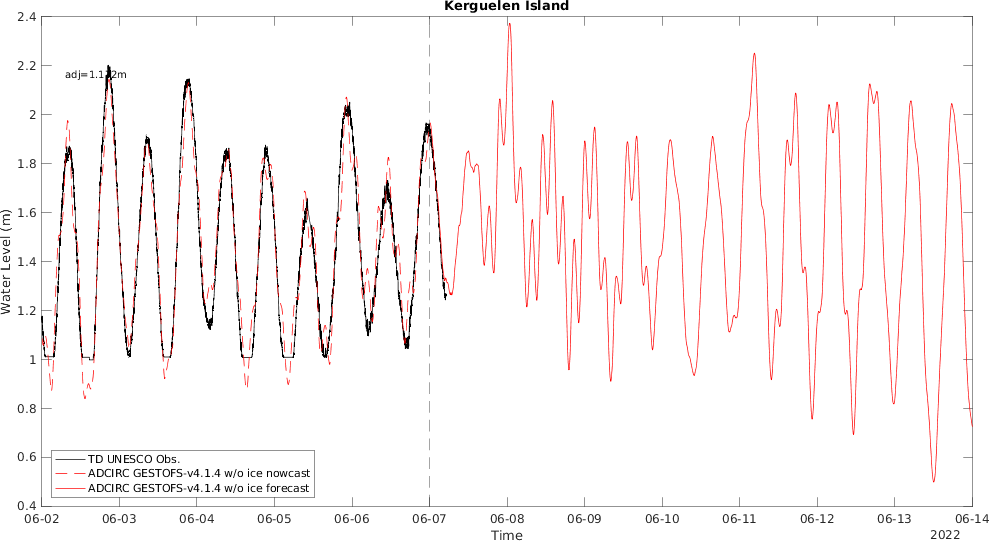 Kerguelen Island
2.4
2.2
2
1.8
1.6
1.4
1.2
1
0.8
0.6
0.4
Water Level (m)
adj=1.112m
TD UNESCO Obs.
ADCIRC GESTOFS-v4.1.4 w/o ice nowcast
ADCIRC GESTOFS-v4.1.4 w/o ice forecast
06-02 06-03 06-04 06-05 06-06 06-07 06-08 06-09 06-10 06-11 06-12 06-13 06-14
Time
2022